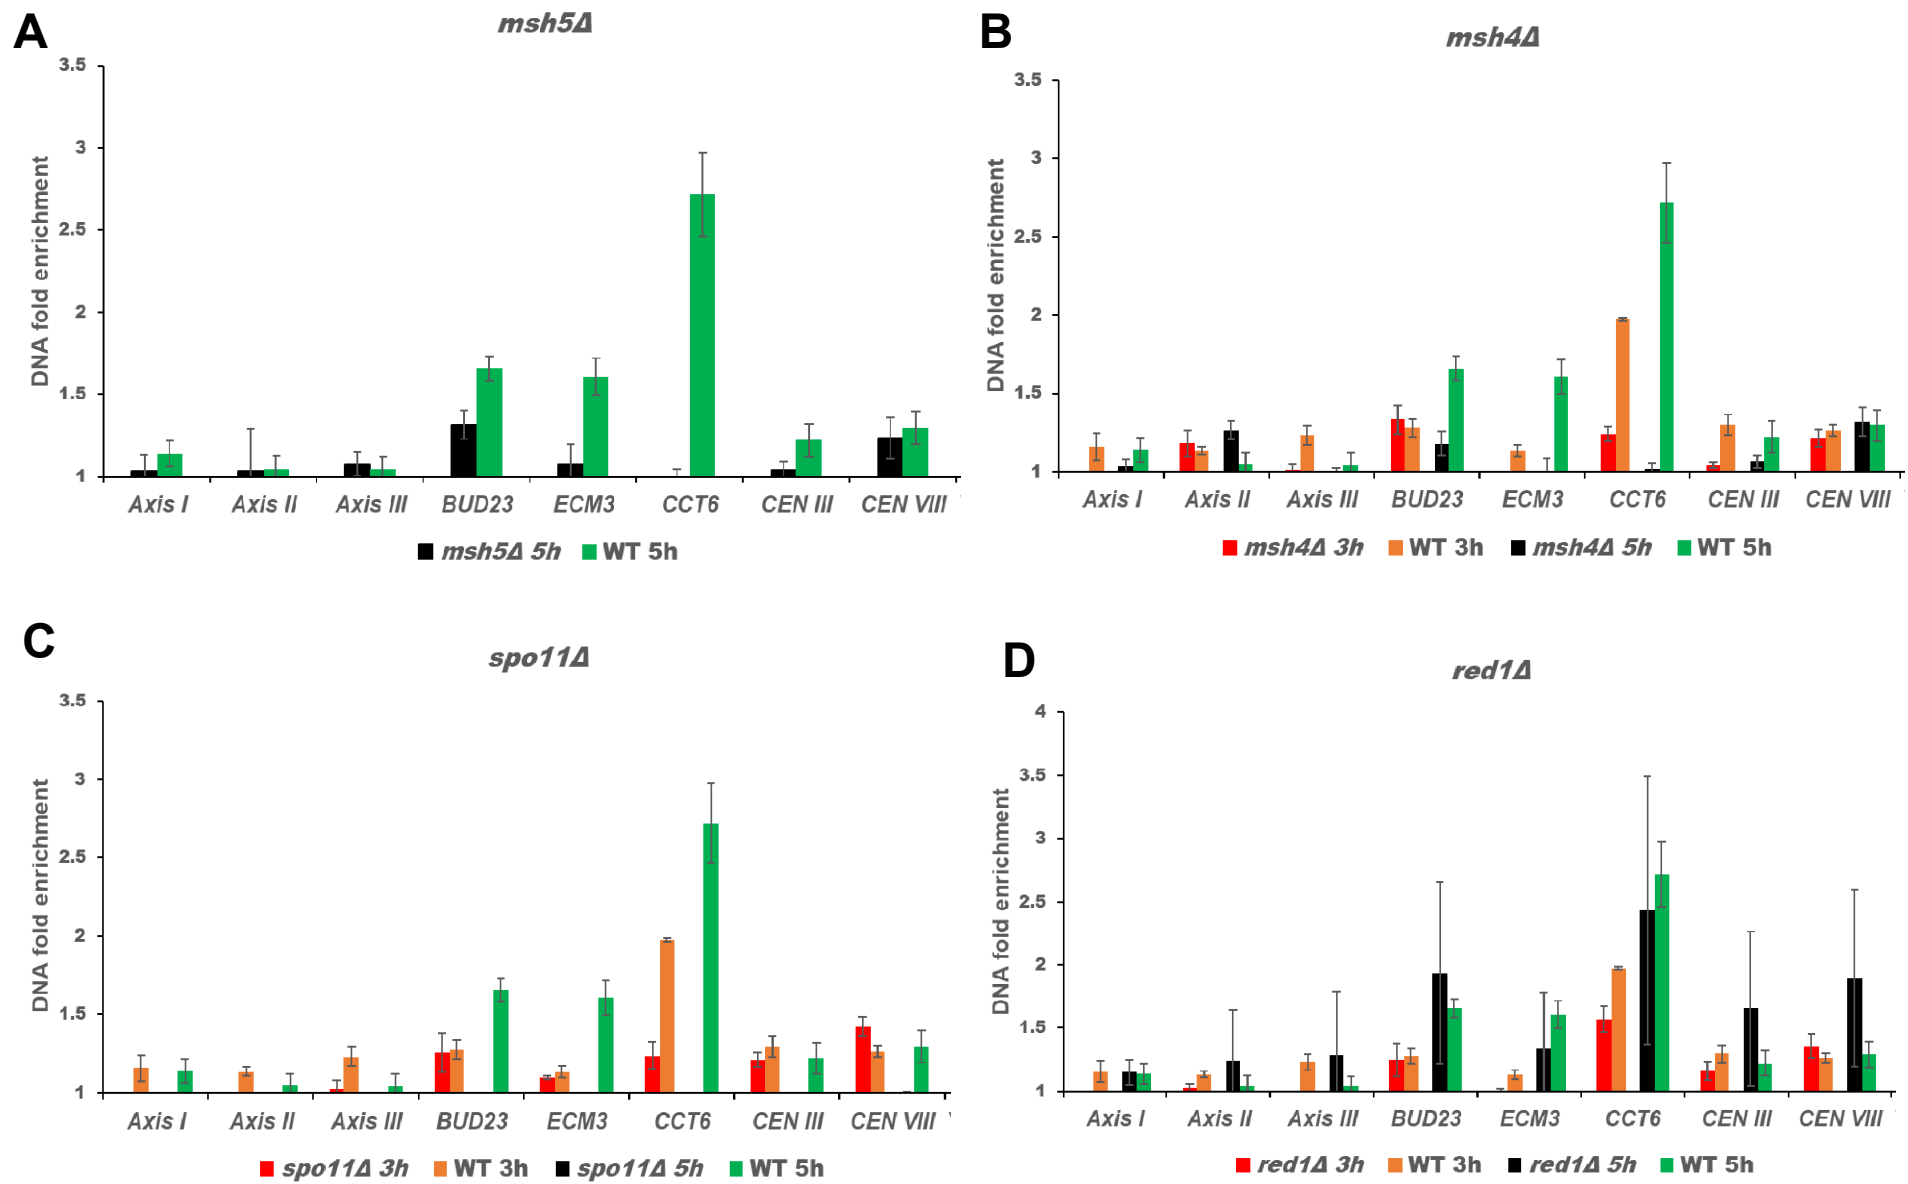 A
msh5Δ
DNA fold enrichment
3.5
3
2.5
2
1.5
1
Axis I Axis II Axis III BUD23 ECM3 CCT6 CEN III CEN VIII
msh5Δ 5h WT 5h
B
msh4Δ
DNA fold enrichment
3.5
3
2.5
2
1.5
1
Axis I Axis II Axis III BUD23 ECM3 CCT6 CEN III CEN VIII
msh4Δ 3h WT 3h msh4Δ 5h WT 5h
C
spo11Δ
DNA fold enrichment
3.5
3
2.5
2
1.5
1
Axis I Axis II Axis III BUD23 ECM3 CCT6 CEN III CEN VIII
spo11Δ 3h WT 3h spo11Δ 5h WT 5h
D
red1Δ
DNA fold enrichment
4
3.5
3
2.5
2
1.5
1
Axis I Axis II Axis III BUD23 ECM3 CCT6 CEN III CEN VIII
red1Δ 3h WT 3h red1Δ 5h WT 5h